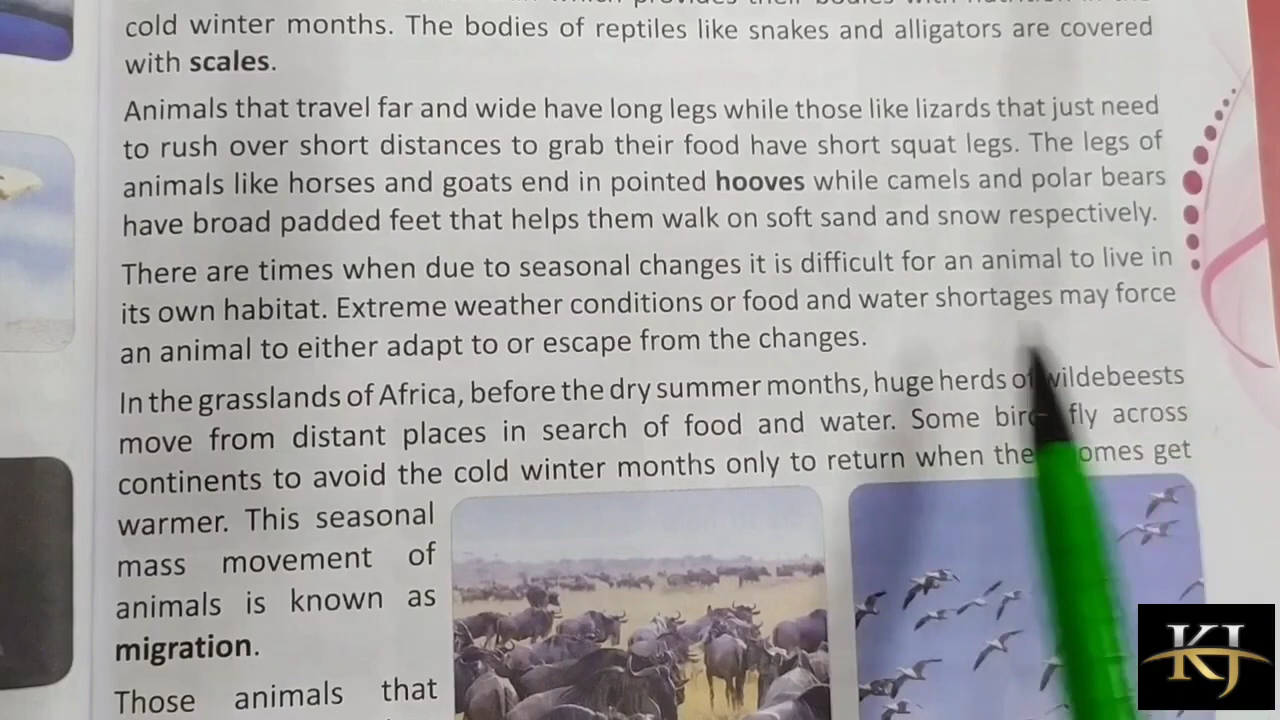 cold winter months. The bodies of reptiles like snakes and alligators are covered
with scales.
Animals that travel far and wide have long legs while those like lizards that just need
to rush over short distances to grab their food have short squat legs. The legs of
animals like horses and goats end in pointed hooves while camels and polar bears
have broad padded feet that helps them walk on soft sand and snow respectively.
There are times when due to seasonal changes it is difficult for an animal to live in
its own habitat. Extreme weather conditions or food and water shortages may force
an animal to either adapt to or escape from the changes.
In the grasslands of Africa, before the dry summer months, huge herds of wildebeests
move from distant places in search of food and water. Some fly across
continents to avoid the cold winter months only to return when get
warmer. This seasonal
mass movement of
animals is known as
migration.
Those animals that
KJ